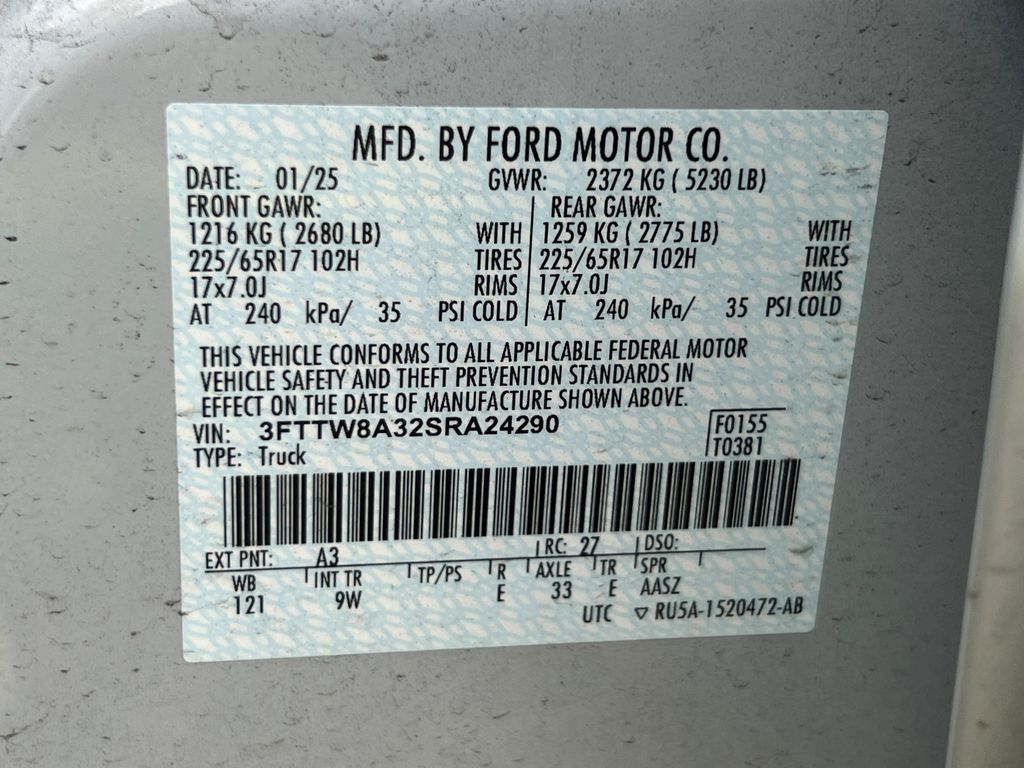 MFD. BY FORD MOTOR CO.
DATE: 01/25 GVWR: 2372 KG ( 5230 LB)
FRONT GAWR: REAR GAWR:
1216 KG ( 2680 LB) WITH 1259 KG ( 2775 LB) WITH
225/65R17 102H TIRES 225/65R17 102H TIRES
17x7.0J RIMS 17x7.0J RIMS
AT 240 kPa/ 35 PSI COLD AT 240 kPa/ 35 PSI COLD
THIS VEHICLE CONFORMS TO ALL APPLICABLE FEDERAL MOTOR
VEHICLE SAFETY AND THEFT PREVENTION STANDARDS IN
EFFECT ON THE DATE OF MANUFACTURE SHOWN ABOVE.
VIN: 3FTTW8A32SRA24290 F0155
TYPE: Truck T0381
EXT PNT: A3 RC: 27 DSO:
WB INT TR TP/PS R AXLE TR SPR
121 9W E 33 E AASZ
UTC ▽ RU5A-1520472-AB